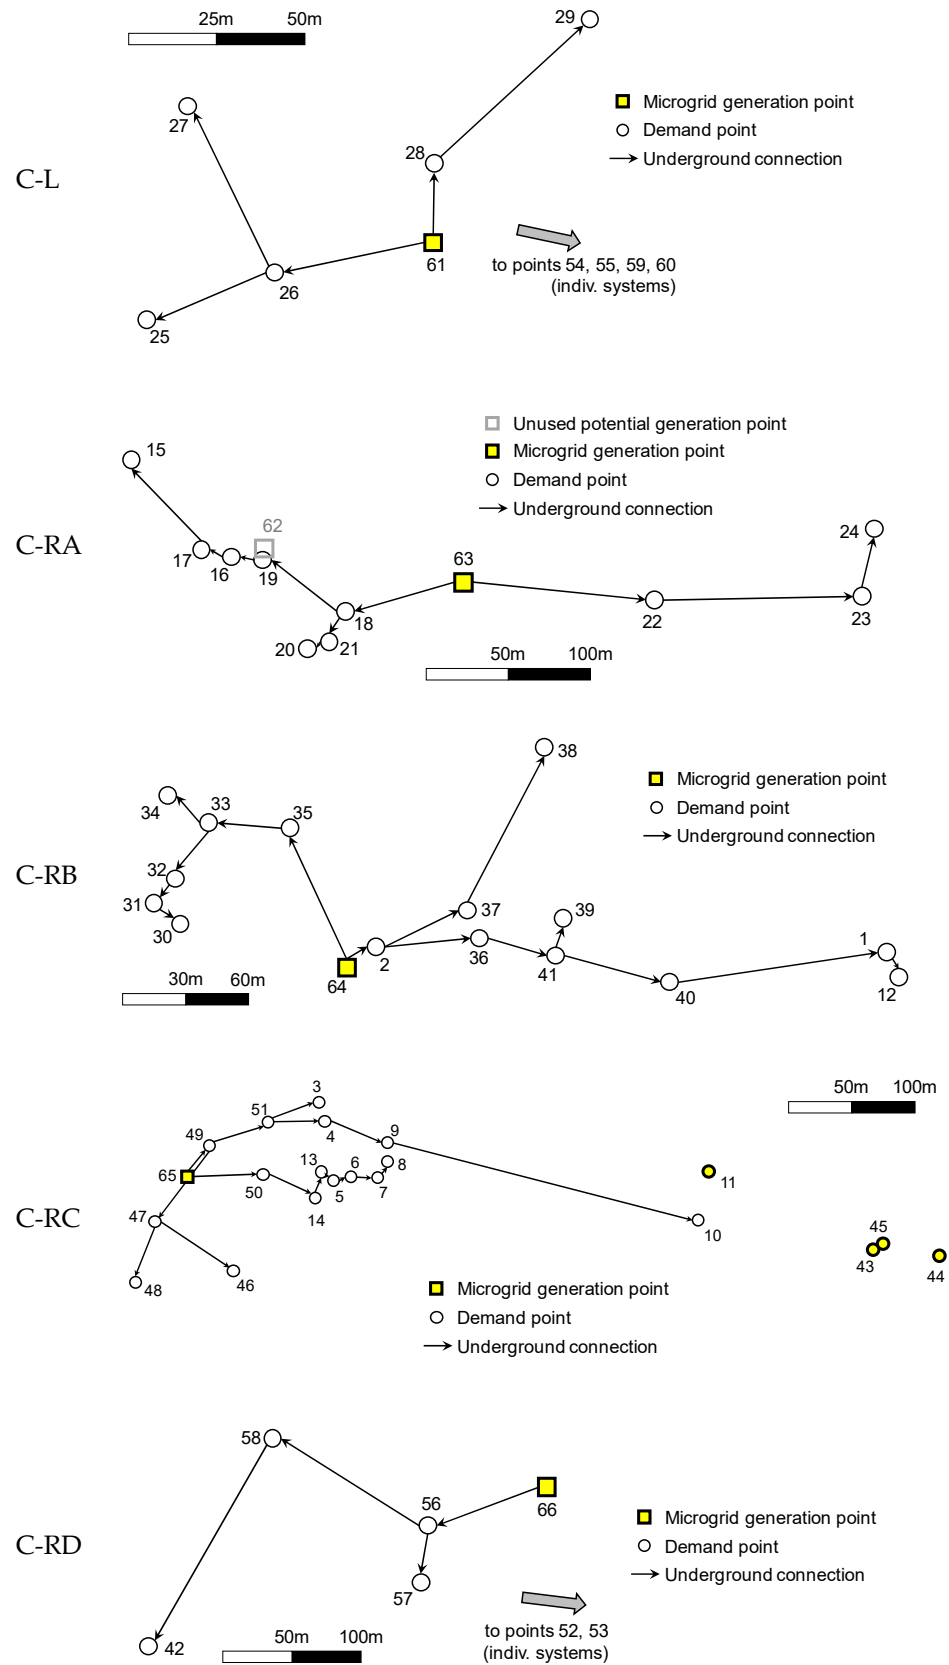 25m 50m
29
27
28
C-L
61
26
25
Microgrid generation point
Demand point
Underground connection
to points 54, 55, 59, 60
(indiv. systems)
Unused potential generation point
Microgrid generation point
Demand point
Underground connection
15
62
C-RA
17
16
19
63
24
18
22
23
20
21
50m 100m
38
Microgrid generation point
Demand point
Underground connection
34
33
35
C-RB
32
31
30
37
39
2
36
41
1
64
40
12
30m 60m
3
50m 100m
51
4
9
49
65
13
6
8
50
5
7
14
11
C-RC
47
10
45
43
44
48
46
Microgrid generation point
Demand point
Underground connection
58
56
66
C-RD
57
42
Microgrid generation point
Demand point
Underground connection
to points 52, 53
(indiv. systems)
50m 100m